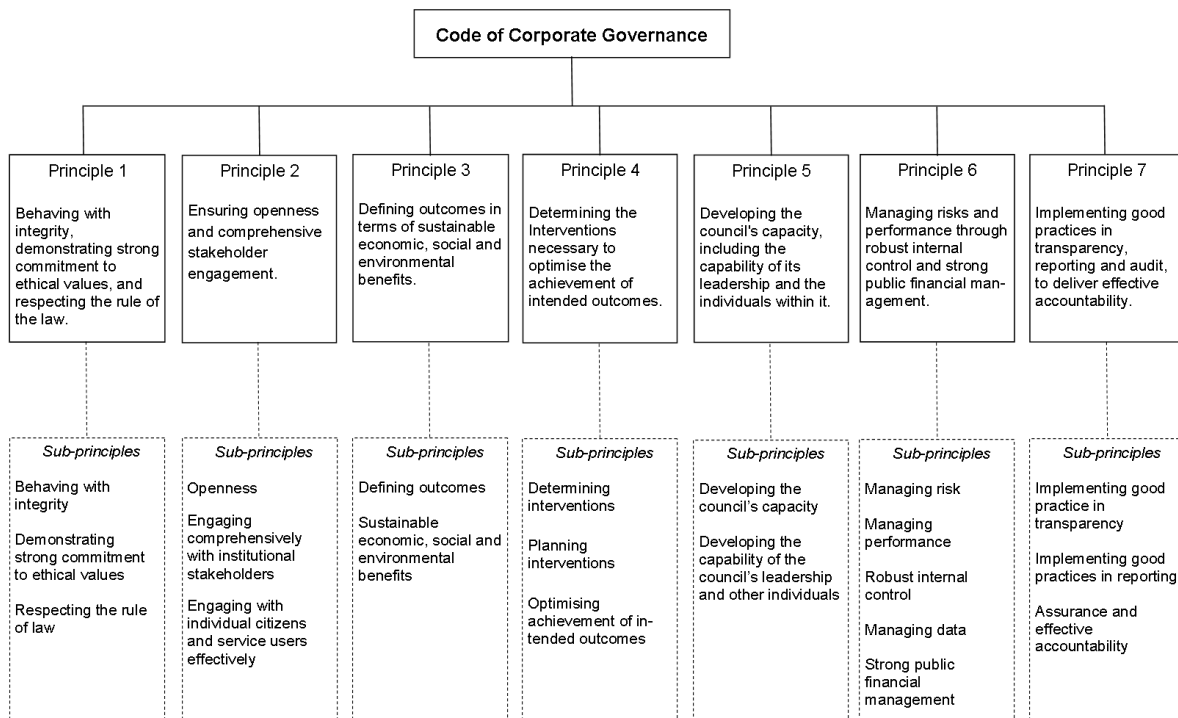 Code of Corporate Governance
Principle 1
Behaving with
integrity,
demonstrating strong
commitment to
ethical values, and
respecting the rule of
the law.
Principle 2
Ensuring openness
and comprehensive
stakeholder
engagement.
Principle 3
Defining outcomes in
terms of sustainable
economic, social and
environmental
benefits.
Principle 4
Determining the
Interventions
necessary to
optimise the
achievement of
intended outcomes.
Principle 5
Developing the
council's capacity,
including the
capability of its
leadership and the
individuals within it.
Principle 6
Managing risks and
performance through
robust internal
control and strong
public financial man-
agement.
Principle 7
Implementing good
practices in
transparency,
reporting and audit,
to deliver effective
accountability.
Sub-principles
Behaving with
integrity
Demonstrating
strong commitment
to ethical values
Respecting the rule
of law
Sub-principles
Openness
Engaging
comprehensively
with institutional
stakeholders
Engaging with
individual citizens
and service users
effectively
Sub-principles
Defining outcomes
Sustainable
economic, social and
environmental
benefits
Sub-principles
Determining
interventions
Planning
interventions
Optimising
achievement of in-
tended outcomes
Sub-principles
Developing the
council's capacity
Developing the
capability of the
council's leadership
and other individuals
Sub-principles
Managing risk
Managing
performance
Robust internal
control
Managing data
Strong public
financial
management
Sub-principles
Implementing good
practice in
transparency
Implementing good
practices in reporting
Assurance and
effective
accountability